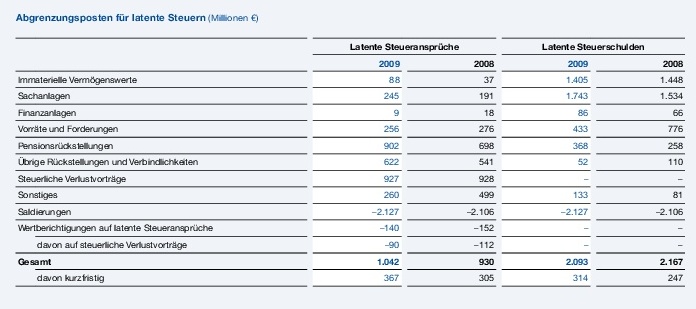 Abgrenzungsposten für latente Steuern (Millionen €)
Latente Steueransprüche Latente Steuerschulden
2009 2008 2009 2008
Immaterielle Vermögenswerte 88 37 1.405 1.448
Sachanlagen 245 191 1.743 1.534
Finanzanlagen 9 18 86 66
Vorräte und Forderungen 256 276 433 776
Pensionsrückstellungen 902 698 368 258
Übrige Rückstellungen und Verbindlichkeiten 622 541 52 110
Steuerliche Verlustvorträge 927 928 – –
Sonstiges 260 499 133 81
Saldierungen –2.127 –2.106 –2.127 –2.106
Wertberichtigungen auf latente Steueransprüche –140 –152 – –
davon auf steuerliche Verlustvorträge –90 –112 – –
Gesamt 1.042 930 2.093 2.167
davon kurzfristig 367 305 314 247